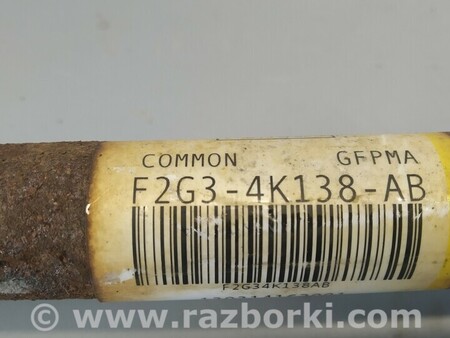 COMMON GFPMA
F2G3-4K138-AB
F2G34K138AB
www.razborki.com